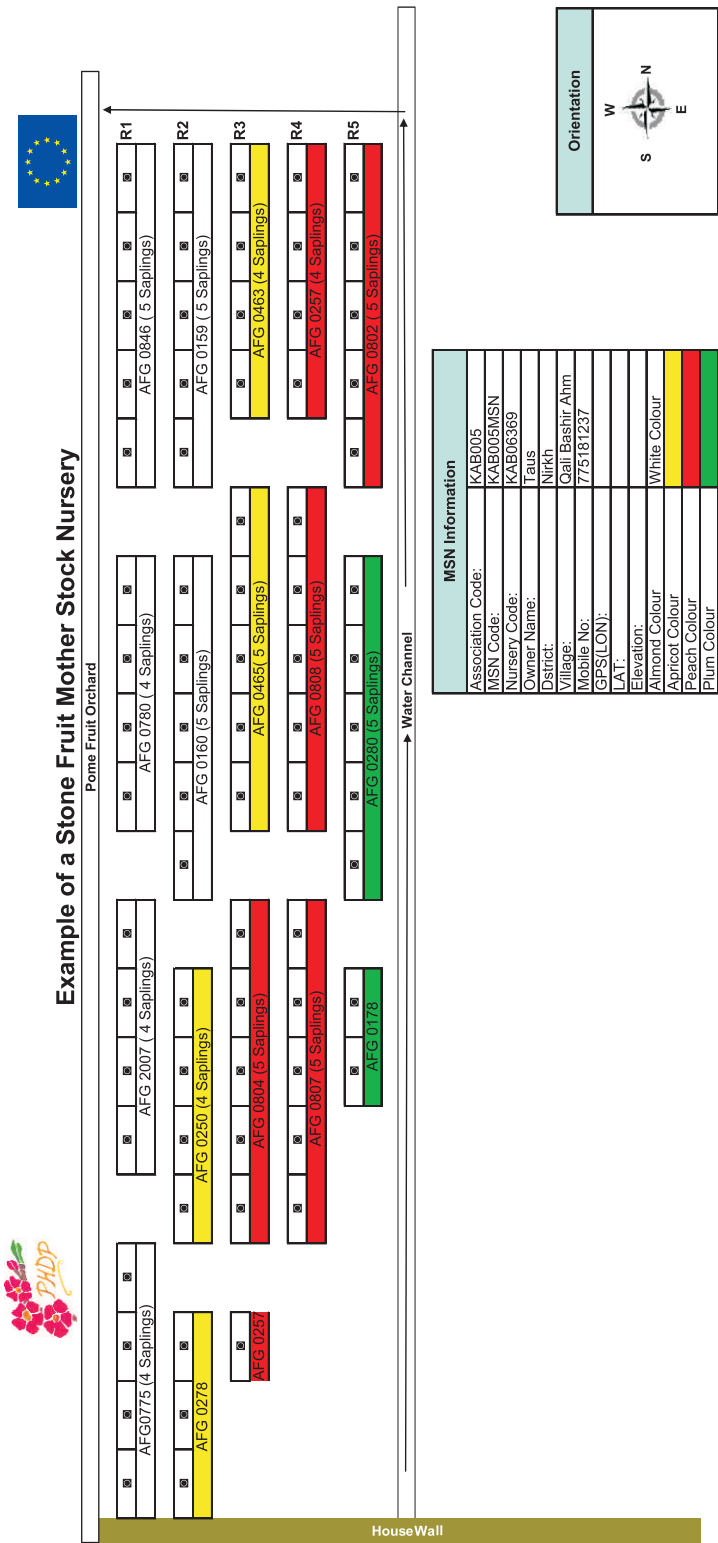 Example of a Stone Fruit Mother Stock Nursery
PHDP
Pome Fruit Orchard
AFG0775 (4 Saplings)
AFG 2007 ( 4 Saplings)
AFG 0780 ( 4 Saplings)
AFG 0846 ( 5 Saplings)
R1
AFG 0278
AFG 0250 (4 Saplings)
AFG 0160 (5 Saplings)
AFG 0159 ( 5 Saplings)
R2
AFG 0257
AFG 0804 (5 Saplings)
AFG 0465( 5 Saplings)
AFG 0463 (4 Saplings)
R3
AFG 0807 (5 Saplings)
AFG 0808 (5 Saplings)
AFG 0257 (4 Saplings)
R4
AFG 0178
AFG 0280 (5 Saplings)
AFG 0802 ( 5 Saplings)
R5
Water Channel
HouseWall
MSN Information
Association Code: KAB005
MSN Code: KAB005MSN
Nursery Code: KAB06369
Owner Name: Taus
Dstrict: Nirkh
Village: Qali Bashir Ahm
Mobile No: 775181237
GPS(LON):
LAT:
Elevation:
Almond Colour White Colour
Apricot Colour
Peach Colour
Plum Colour
Orientation
W
S N
E